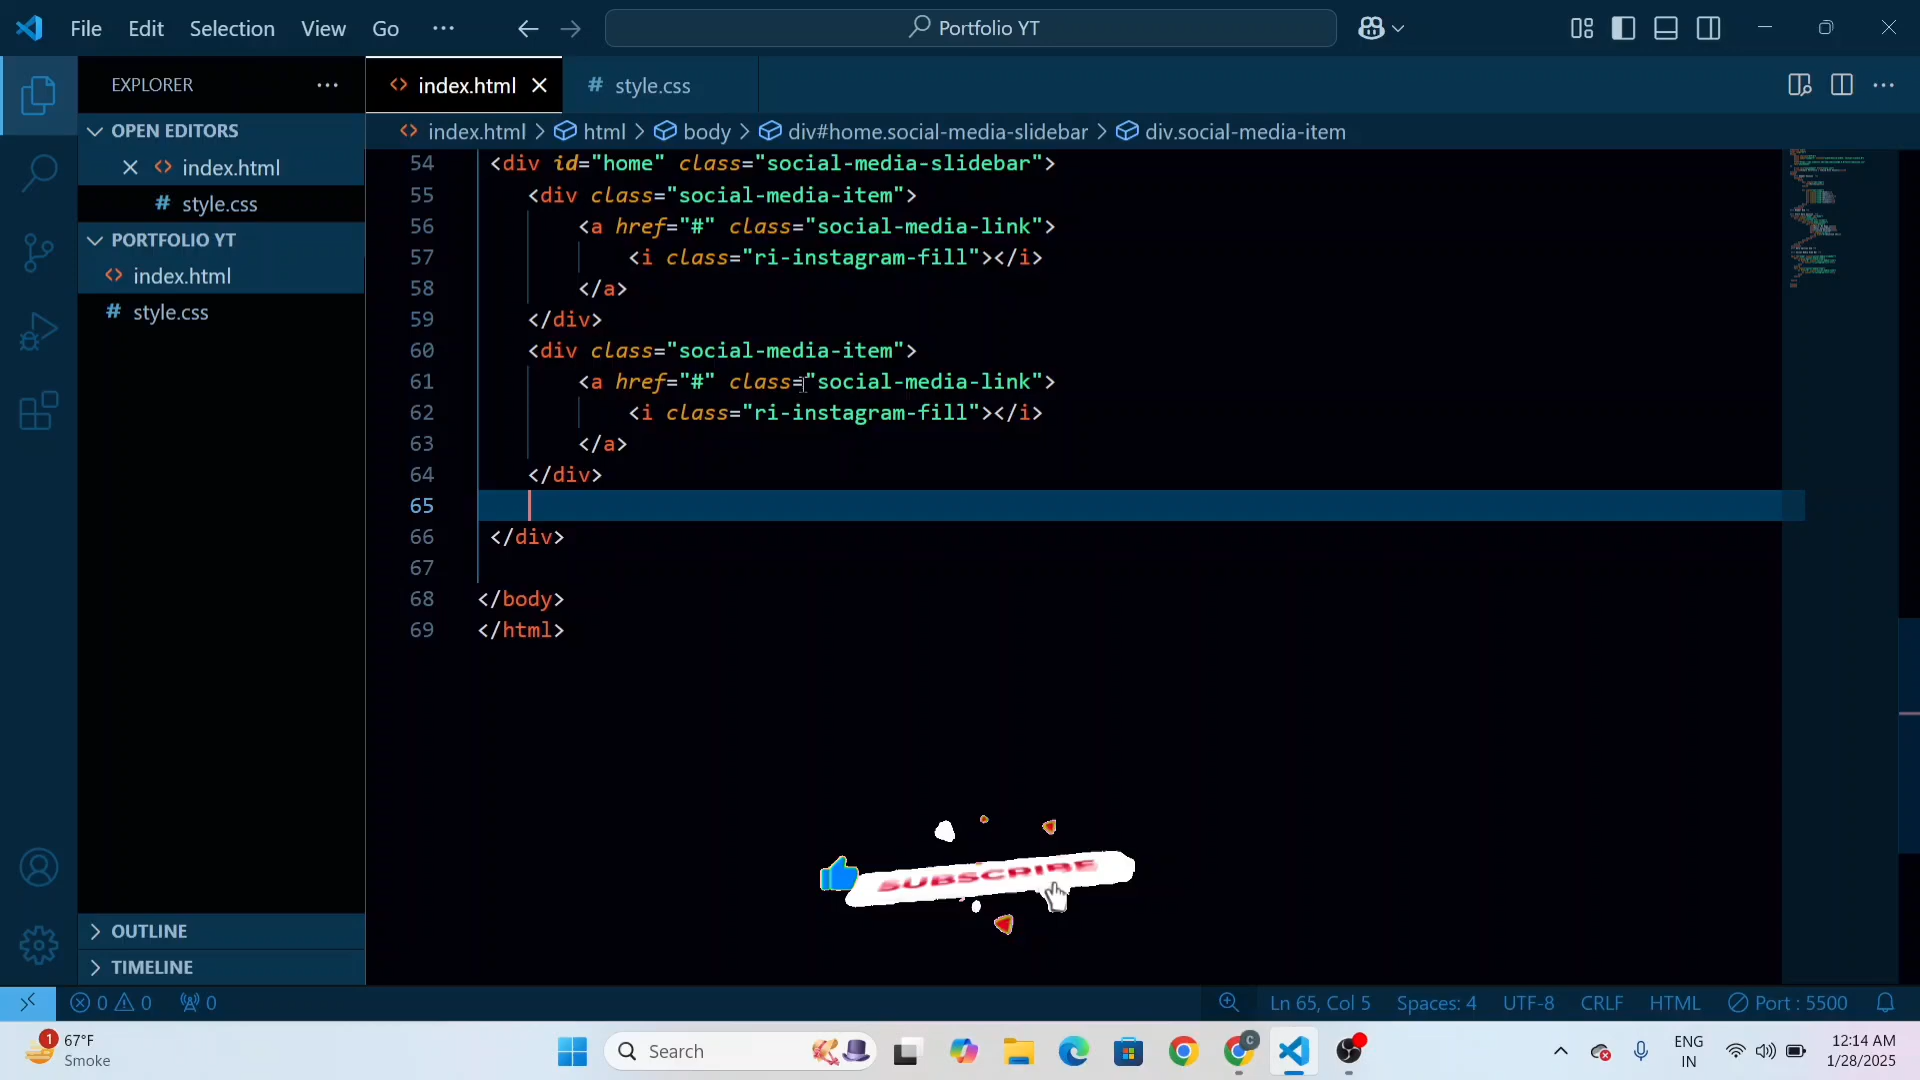 File Edit Selection View Go ...
Portfolio YT
EXPLORER ...
index.html
# style.css
OPEN EDITORS
index.html
# style.css
PORTFOLIO YT
index.html
# style.css
OUTLINE
TIMELINE
index.html > html > body > div#home.social-media-slidebar > div.social-media-item
54 <div id="home" class="social-media-slidebar">
55 <div class="social-media-item">
56 <a href="#" class="social-media-link">
57 <i class="ri-instagram-fill"></i>
58 </a>
59 </div>
60 <div class="social-media-item">
61 <a href="#" class="social-media-link">
62 <i class="ri-instagram-fill"></i>
63 </a>
64 </div>
65
66 </div>
67
68 </body>
69 </html>
SUBSCRIBE
0 0 0
Ln 65, Col 5 Spaces: 4 UTF-8 CRLF HTML Port : 5500
1
67°F
Smoke
Search
C
ENG
IN
12:14 AM
1/28/2025